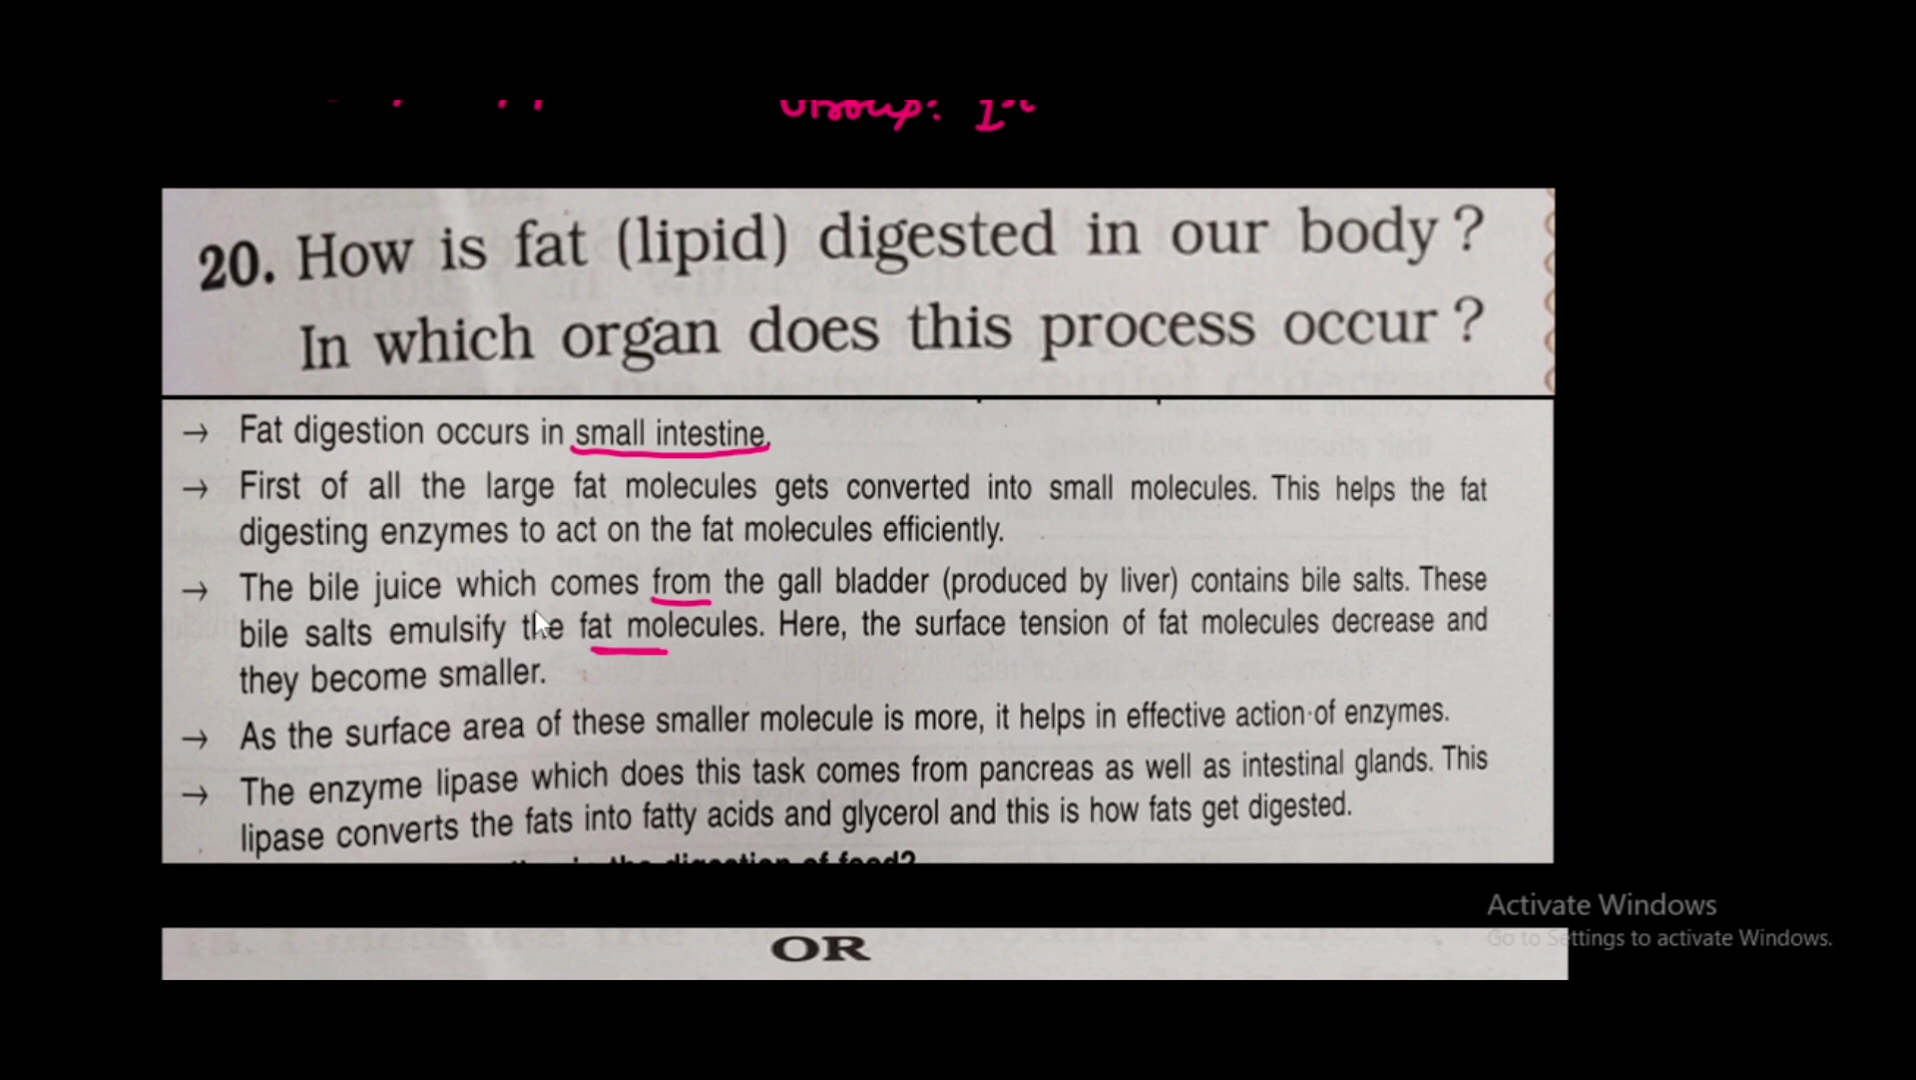 Group: 1st
20. How is fat (lipid) digested in our body ?
In which organ does this process occur ?
→ Fat digestion occurs in small intestine.
→ First of all the large fat molecules gets converted into small molecules. This helps the fat
digesting enzymes to act on the fat molecules efficiently.
→ The bile juice which comes from the gall bladder (produced by liver) contains bile salts. These
bile salts emulsify the fat molecules. Here, the surface tension of fat molecules decrease and
they become smaller.
→ As the surface area of these smaller molecule is more, it helps in effective action of enzymes.
→ The enzyme lipase which does this task comes from pancreas as well as intestinal glands. This
lipase converts the fats into fatty acids and glycerol and this is how fats get digested.
in the digestion of food?
OR
Activate Windows
Go to Settings to activate Windows.